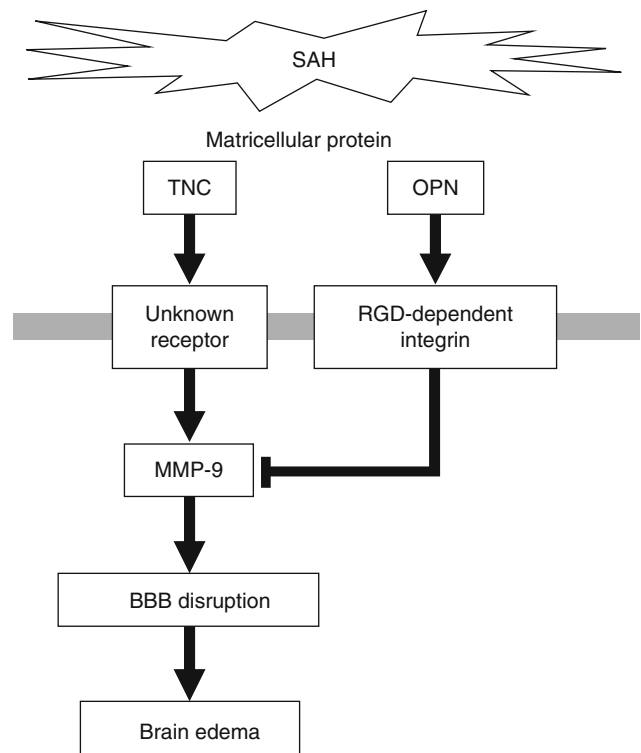 SAH
Matricellular protein
TNC
OPN
Unknown
receptor
RGD-dependent
integrin
MMP-9
BBB disruption
Brain edema